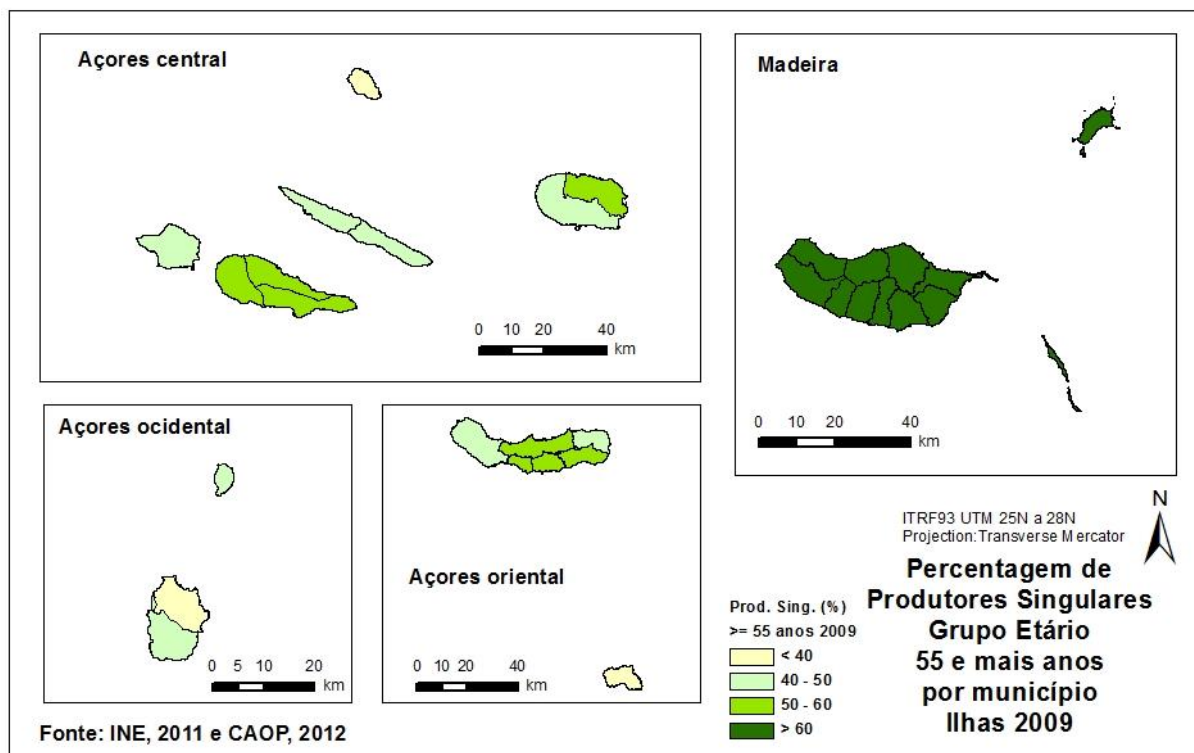 Açores central
0 10 20 40
km
Madeira
0 10 20 40
km
Açores ocidental
0 5 10 20
km
Açores oriental
0 10 20 40
km
N
ITRF93 UTM 25N a 28N
Projection:Transverse Mercator
Percentagem de
Produtores Singulares
Grupo Etário
55 e mais anos
por município
Ilhas 2009
Prod. Sing. (%)
>= 55 anos 2009
< 40
40 - 50
50 - 60
> 60
Fonte: INE, 2011 e CAOP, 2012